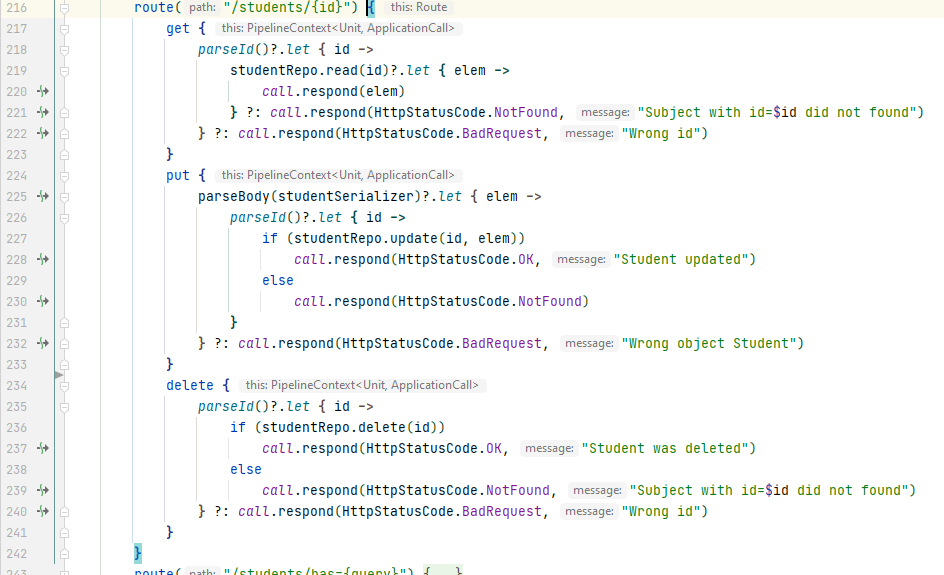 216 route( path: "/students/{id}") { this: Route
217 get { this: PipelineContext<Unit, ApplicationCall>
218 parseId()?.let { id ->
219 studentRepo.read(id)?.let { elem ->
220 call.respond(elem)
221 } ?: call.respond(HttpStatusCode.NotFound, message: "Subject with id=$id did not found")
222 } ?: call.respond(HttpStatusCode.BadRequest, message: "Wrong id")
223 }
224 put { this: PipelineContext<Unit, ApplicationCall>
225 parseBody(studentSerializer)?.let { elem ->
226 parseId()?.let { id ->
227 if (studentRepo.update(id, elem))
228 call.respond(HttpStatusCode.OK, message: "Student updated")
229 else
230 call.respond(HttpStatusCode.NotFound)
231 }
232 } ?: call.respond(HttpStatusCode.BadRequest, message: "Wrong object Student")
233 }
234 delete { this: PipelineContext<Unit, ApplicationCall>
235 parseId()?.let { id ->
236 if (studentRepo.delete(id))
237 call.respond(HttpStatusCode.OK, message: "Student was deleted")
238 else
239 call.respond(HttpStatusCode.NotFound, message: "Subject with id=$id did not found")
240 } ?: call.respond(HttpStatusCode.BadRequest, message: "Wrong id")
241 }
242 }
243 route( path: "/students/has={query}") {...}